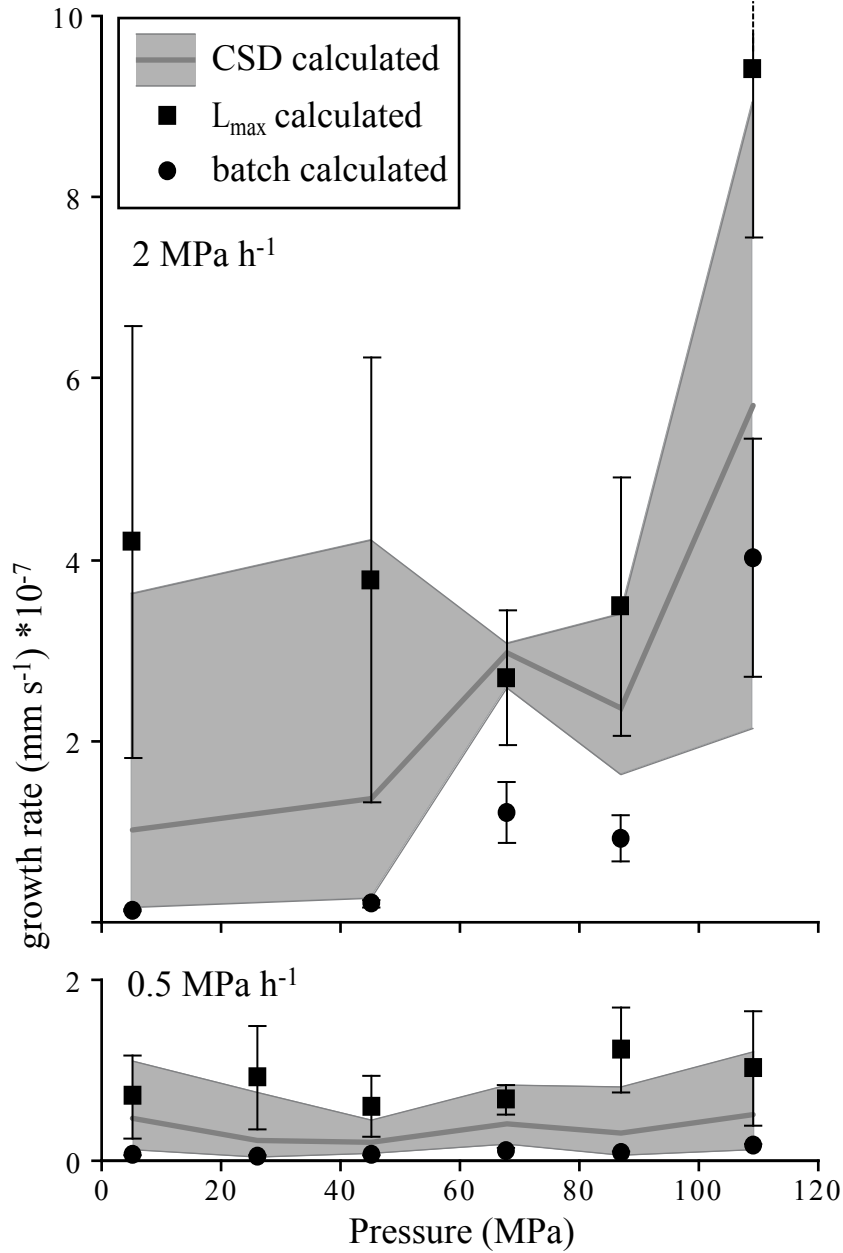 10
CSD calculated
Lmax calculated
batch calculated
8
2 MPa h-1
6
4
2
growth rate (mm s-1) *10-7
2
0.5 MPa h-1
0
0 20 40 60 80 100 120
Pressure (MPa)